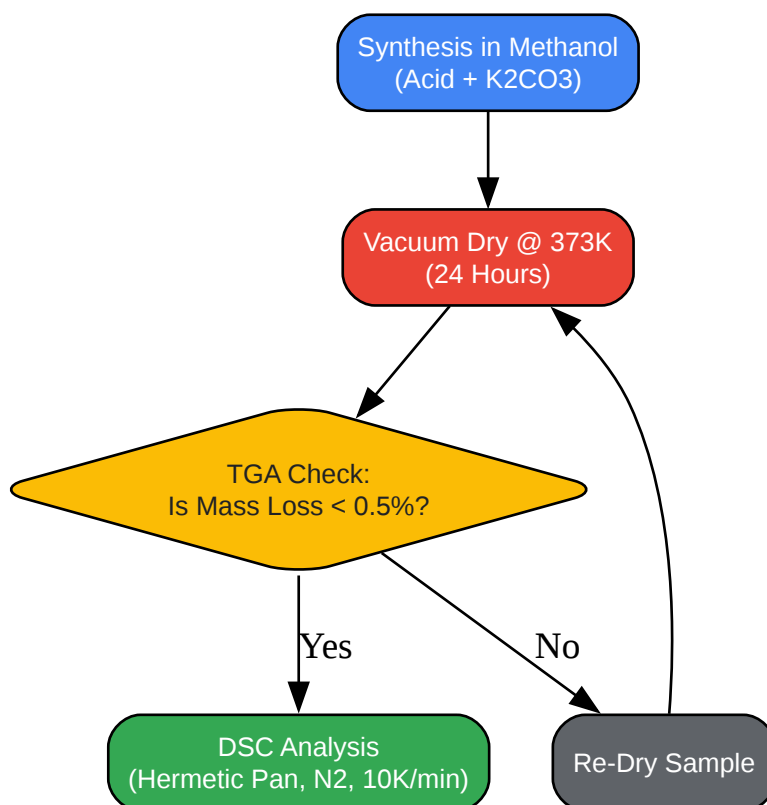 Synthesis in Methanol
(Acid + K2CO3)
Vacuum Dry @ 373K
(24 Hours)
TGA Check:
Is Mass Loss < 0.5%?
Yes
No
DSC Analysis
(Hermetic Pan, N2, 10K/min)
Re-Dry Sample